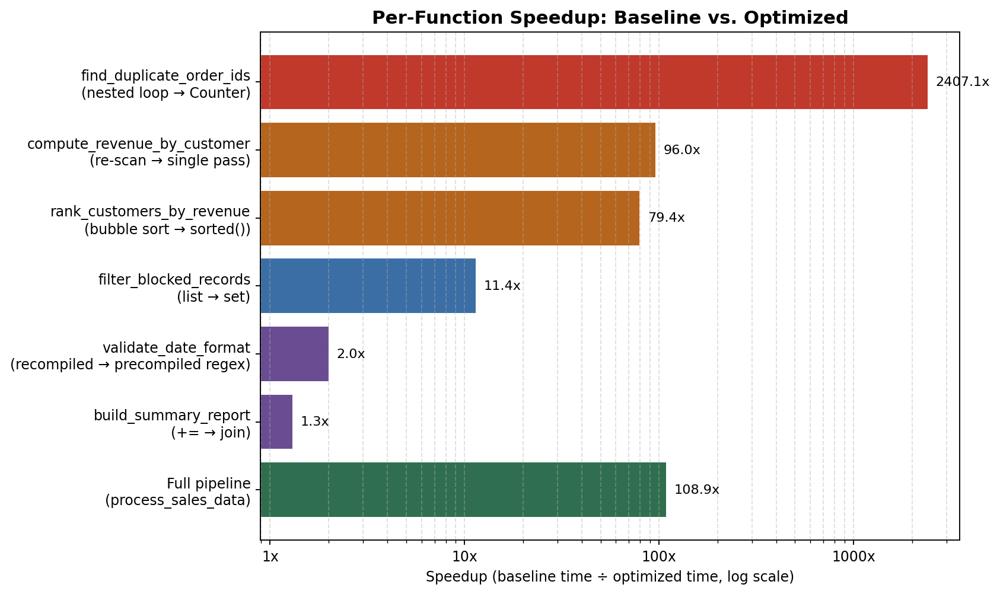 Per-Function Speedup: Baseline vs. Optimized
find_duplicate_order_ids
(nested loop → Counter)
2407.1x
compute_revenue_by_customer
(re-scan → single pass)
96.0x
rank_customers_by_revenue
(bubble sort → sorted())
79.4x
filter_blocked_records
(list → set)
11.4x
validate_date_format
(recompiled → precompiled regex)
2.0x
build_summary_report
(+= → join)
1.3x
Full pipeline
(process_sales_data)
108.9x
1x 10x 100x 1000x
Speedup (baseline time ÷ optimized time, log scale)